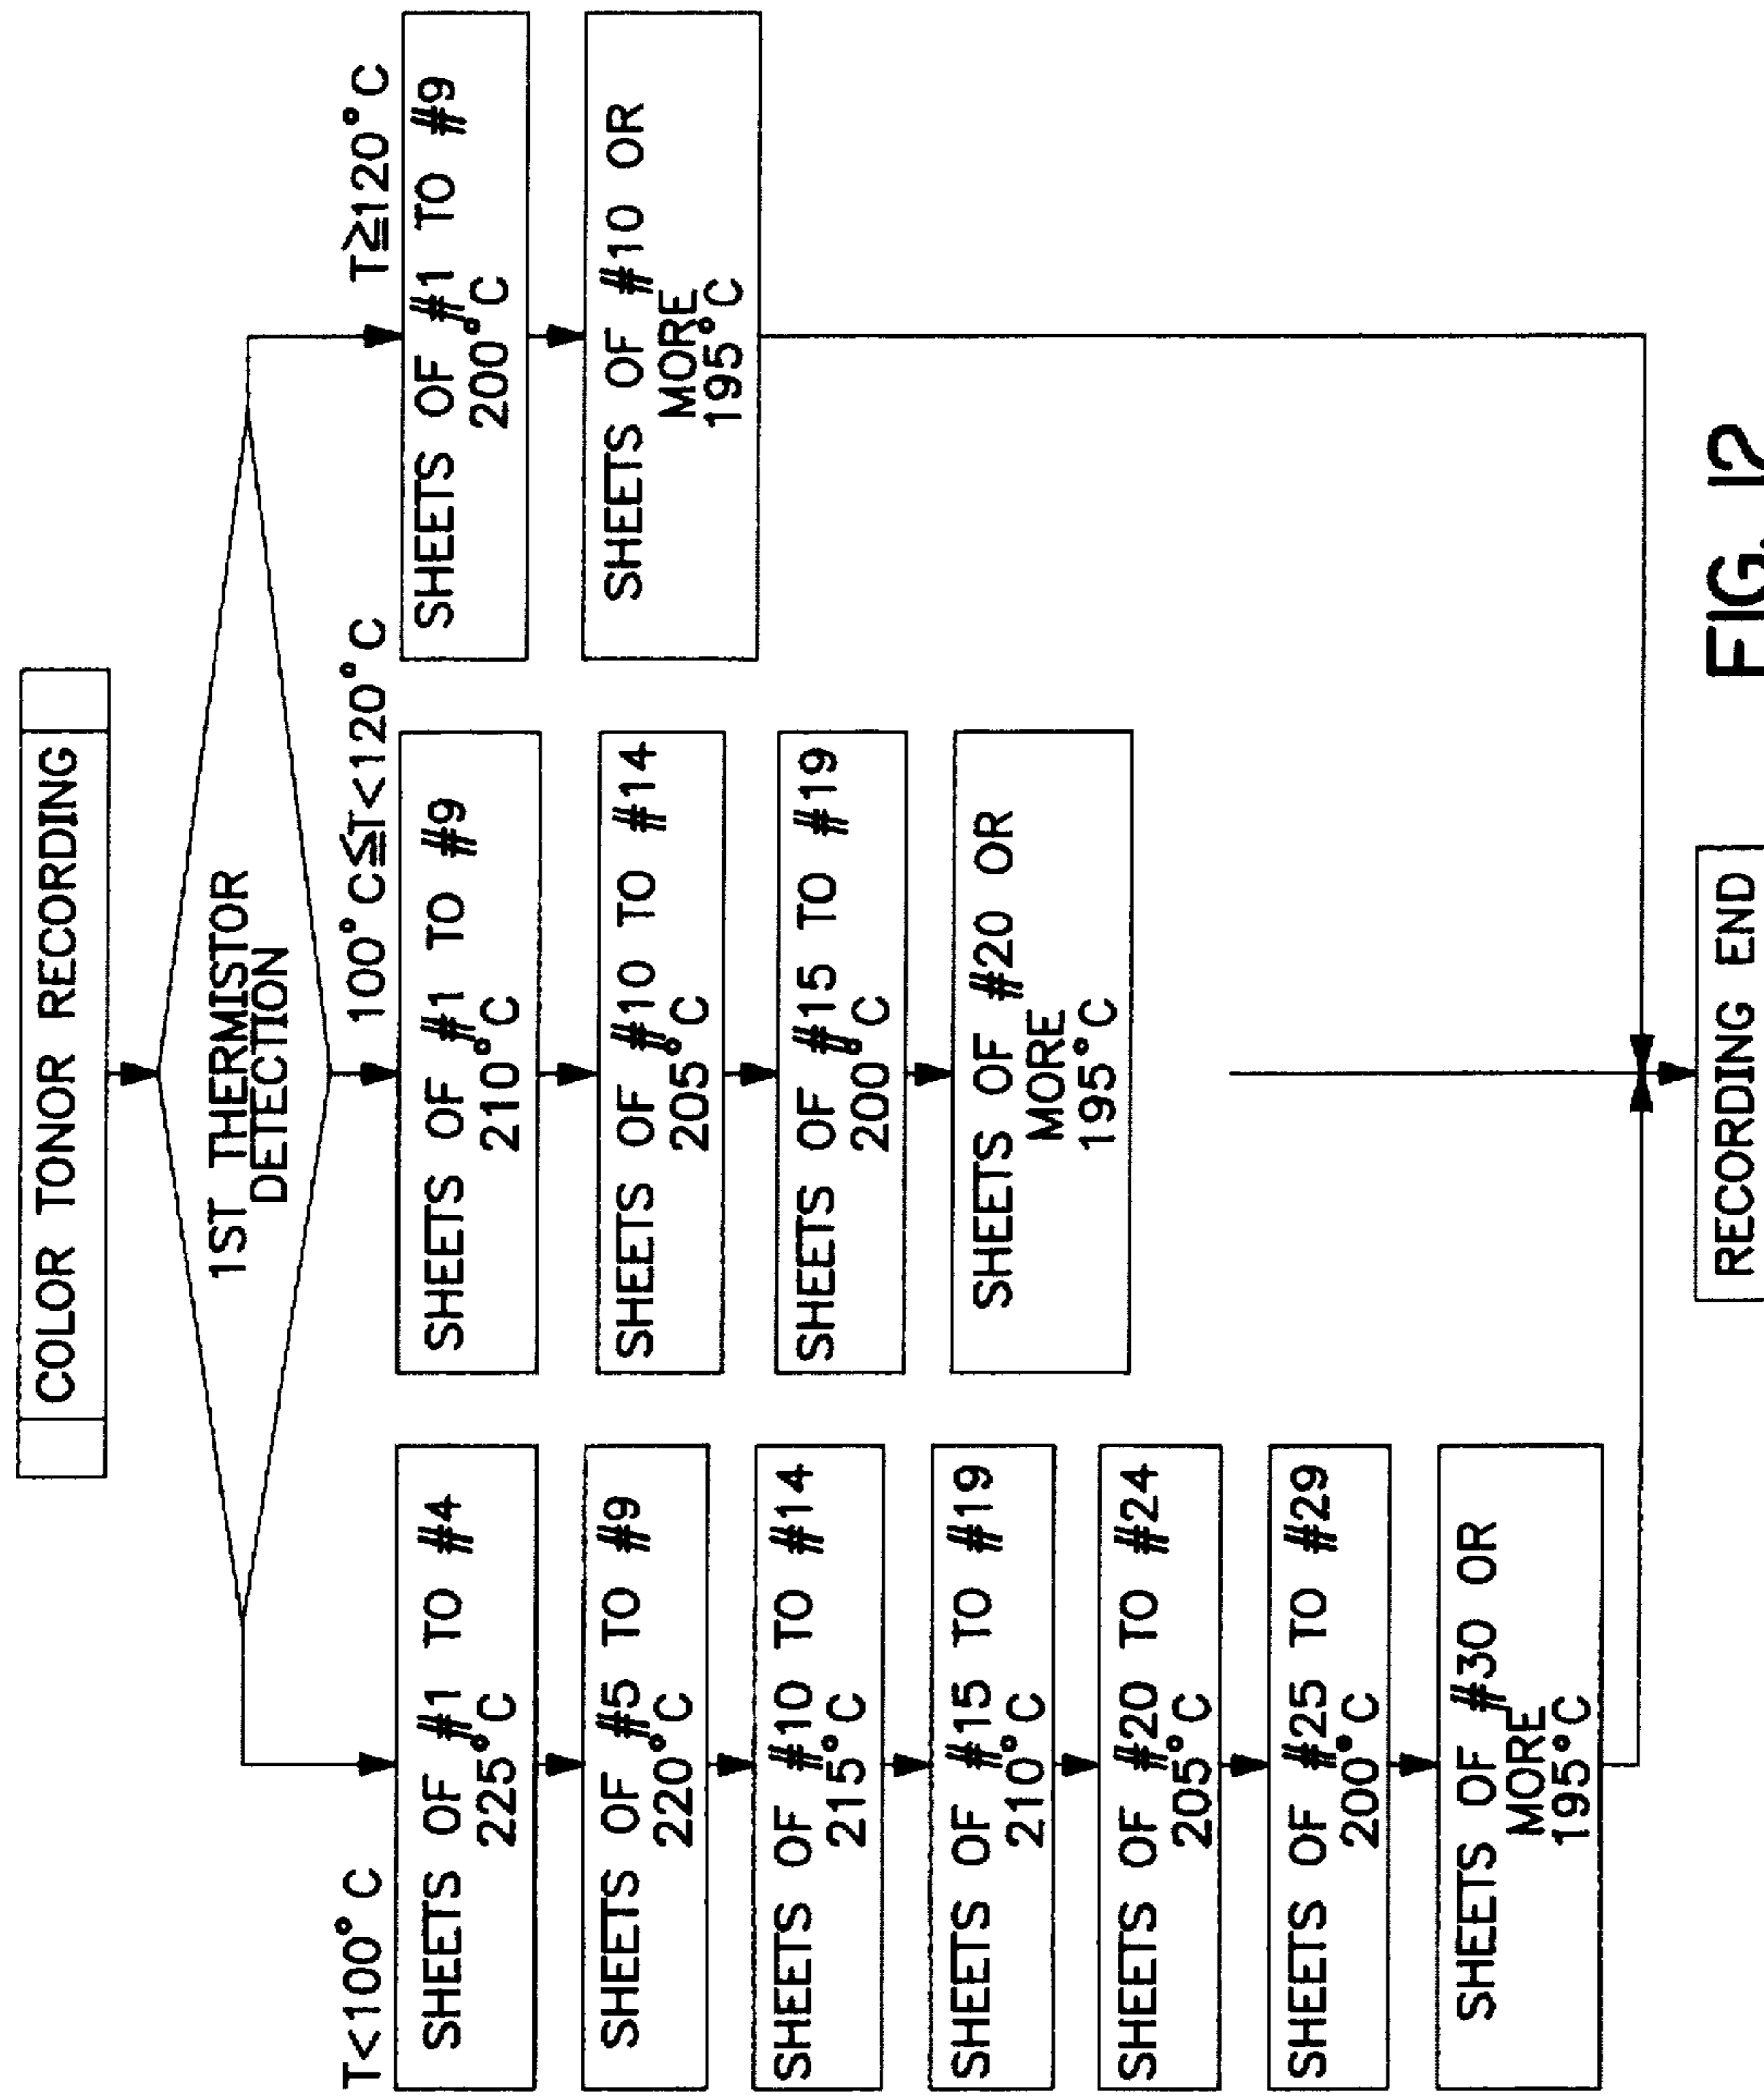 COLOR TONOR RECORDING
1ST THERMISTOR
DETECTION
T<100°C
SHEETS OF #1 TO #4
225°C
SHEETS OF #5 TO #9
220°C
SHEETS OF #10 TO #14
215°C
SHEETS OF #15 TO #19
210°C
SHEETS OF #20 TO #24
205°C
SHEETS OF #25 TO #29
200°C
SHEETS OF #30 OR
MORE
195°C
100°C≦T<120°C
SHEETS OF #1 TO #9
210°C
SHEETS OF #10 TO #14
205°C
SHEETS OF #15 TO #19
200°C
SHEETS OF #20 OR
MORE
195°C
T≧120°C
SHEETS OF #1 TO #9
200°C
SHEETS OF #10 OR
MORE
195°C
RECORDING END
FIG. 12